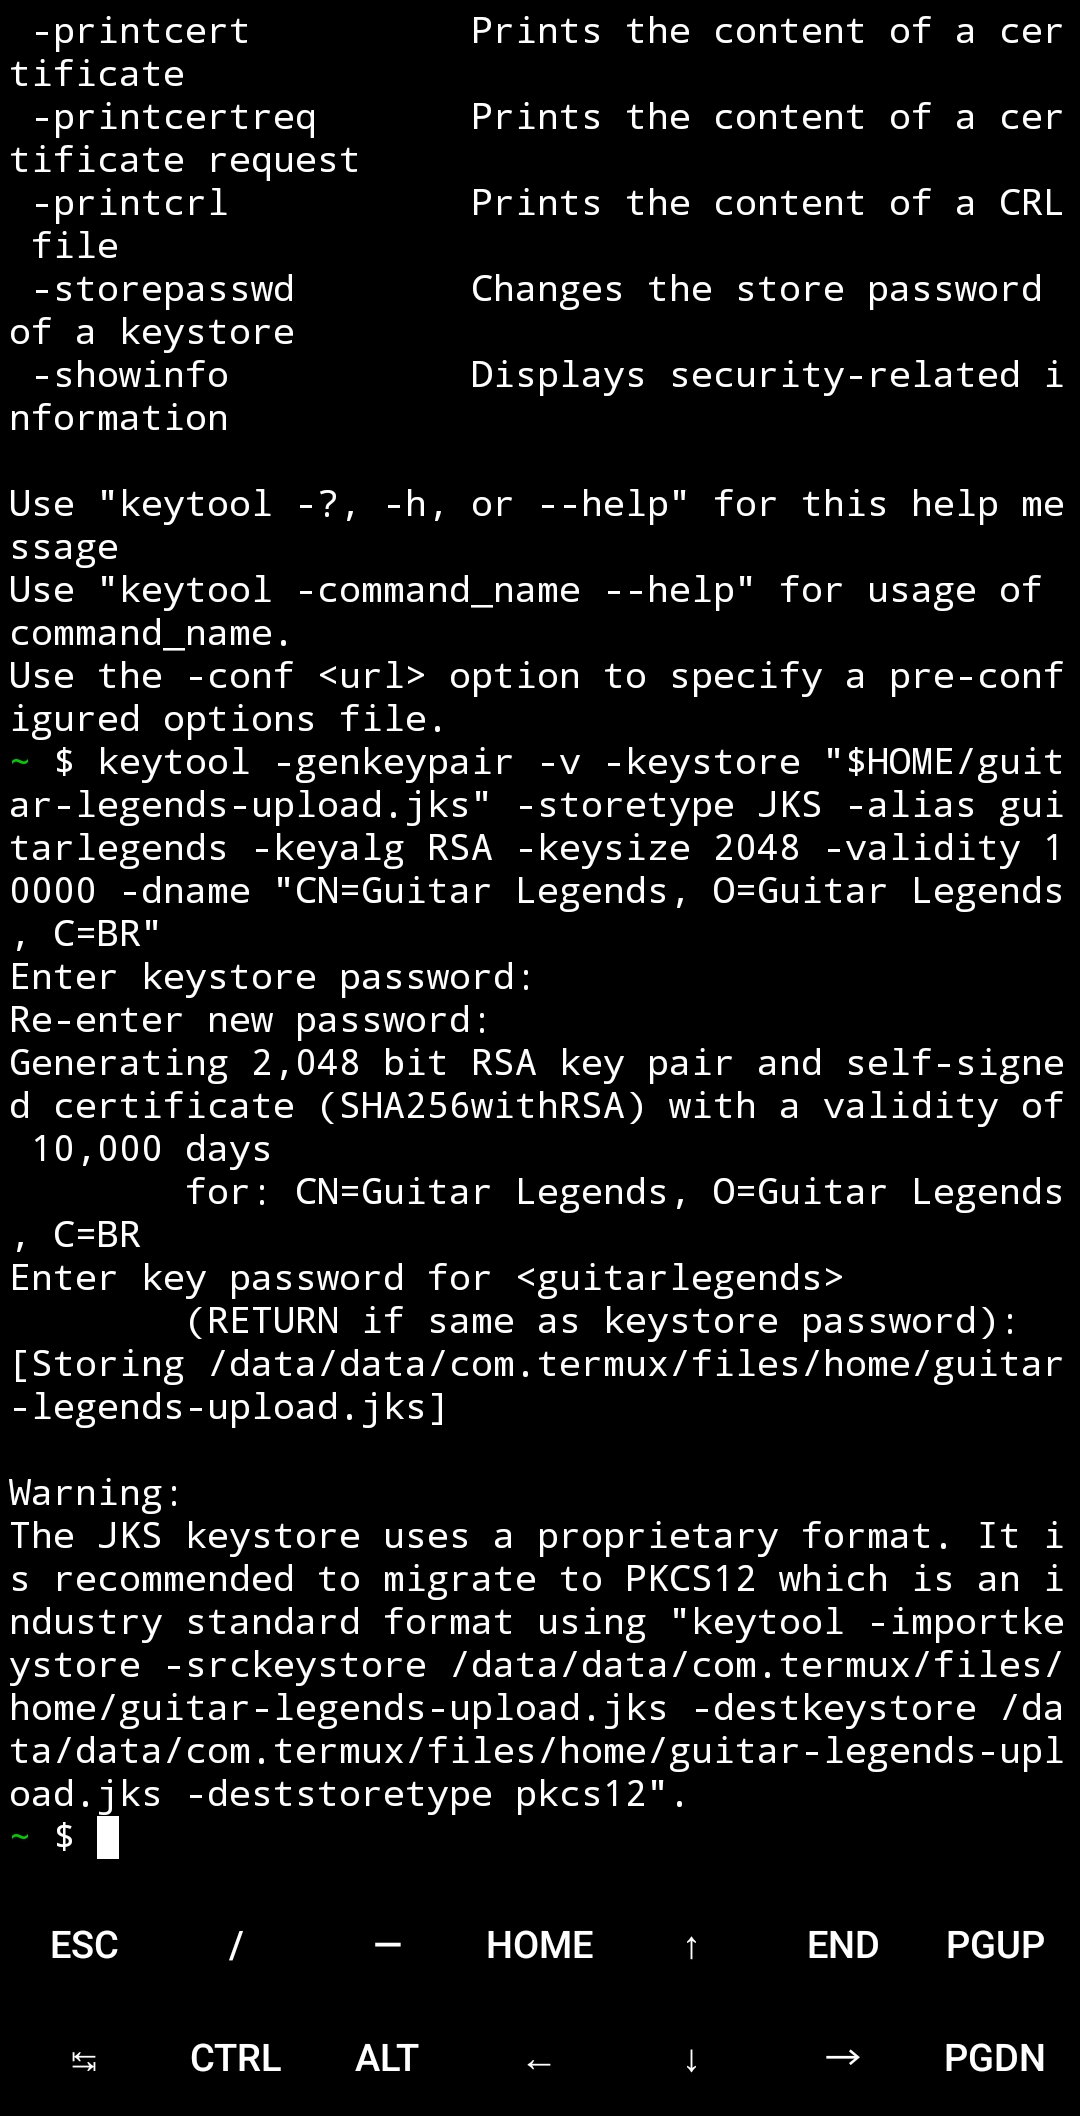 -printcert           Prints the content of a cer
tificate
 -printcertreq       Prints the content of a cer
tificate request
 -printcrl           Prints the content of a CRL
 file
 -storepasswd        Changes the store password
of a keystore
 -showinfo           Displays security-related i
nformation

Use "keytool -?, -h, or --help" for this help me
ssage
Use "keytool -command_name --help" for usage of
command_name.
Use the -conf <url> option to specify a pre-conf
igured options file.
~ $ keytool -genkeypair -v -keystore "$HOME/guit
ar-legends-upload.jks" -storetype JKS -alias gui
tarlegends -keyalg RSA -keysize 2048 -validity 1
0000 -dname "CN=Guitar Legends, O=Guitar Legends
, C=BR"
Enter keystore password:
Re-enter new password:
Generating 2,048 bit RSA key pair and self-signe
d certificate (SHA256withRSA) with a validity of
 10,000 days
        for: CN=Guitar Legends, O=Guitar Legends
, C=BR
Enter key password for <guitarlegends>
        (RETURN if same as keystore password):
[Storing /data/data/com.termux/files/home/guitar
-legends-upload.jks]

Warning:
The JKS keystore uses a proprietary format. It i
s recommended to migrate to PKCS12 which is an i
ndustry standard format using "keytool -importke
ystore -srckeystore /data/data/com.termux/files/
home/guitar-legends-upload.jks -destkeystore /da
ta/data/com.termux/files/home/guitar-legends-upl
oad.jks -deststoretype pkcs12".
~ $
ESC / — HOME ↑ END PGUP
↹ CTRL ALT ← ↓ → PGDN